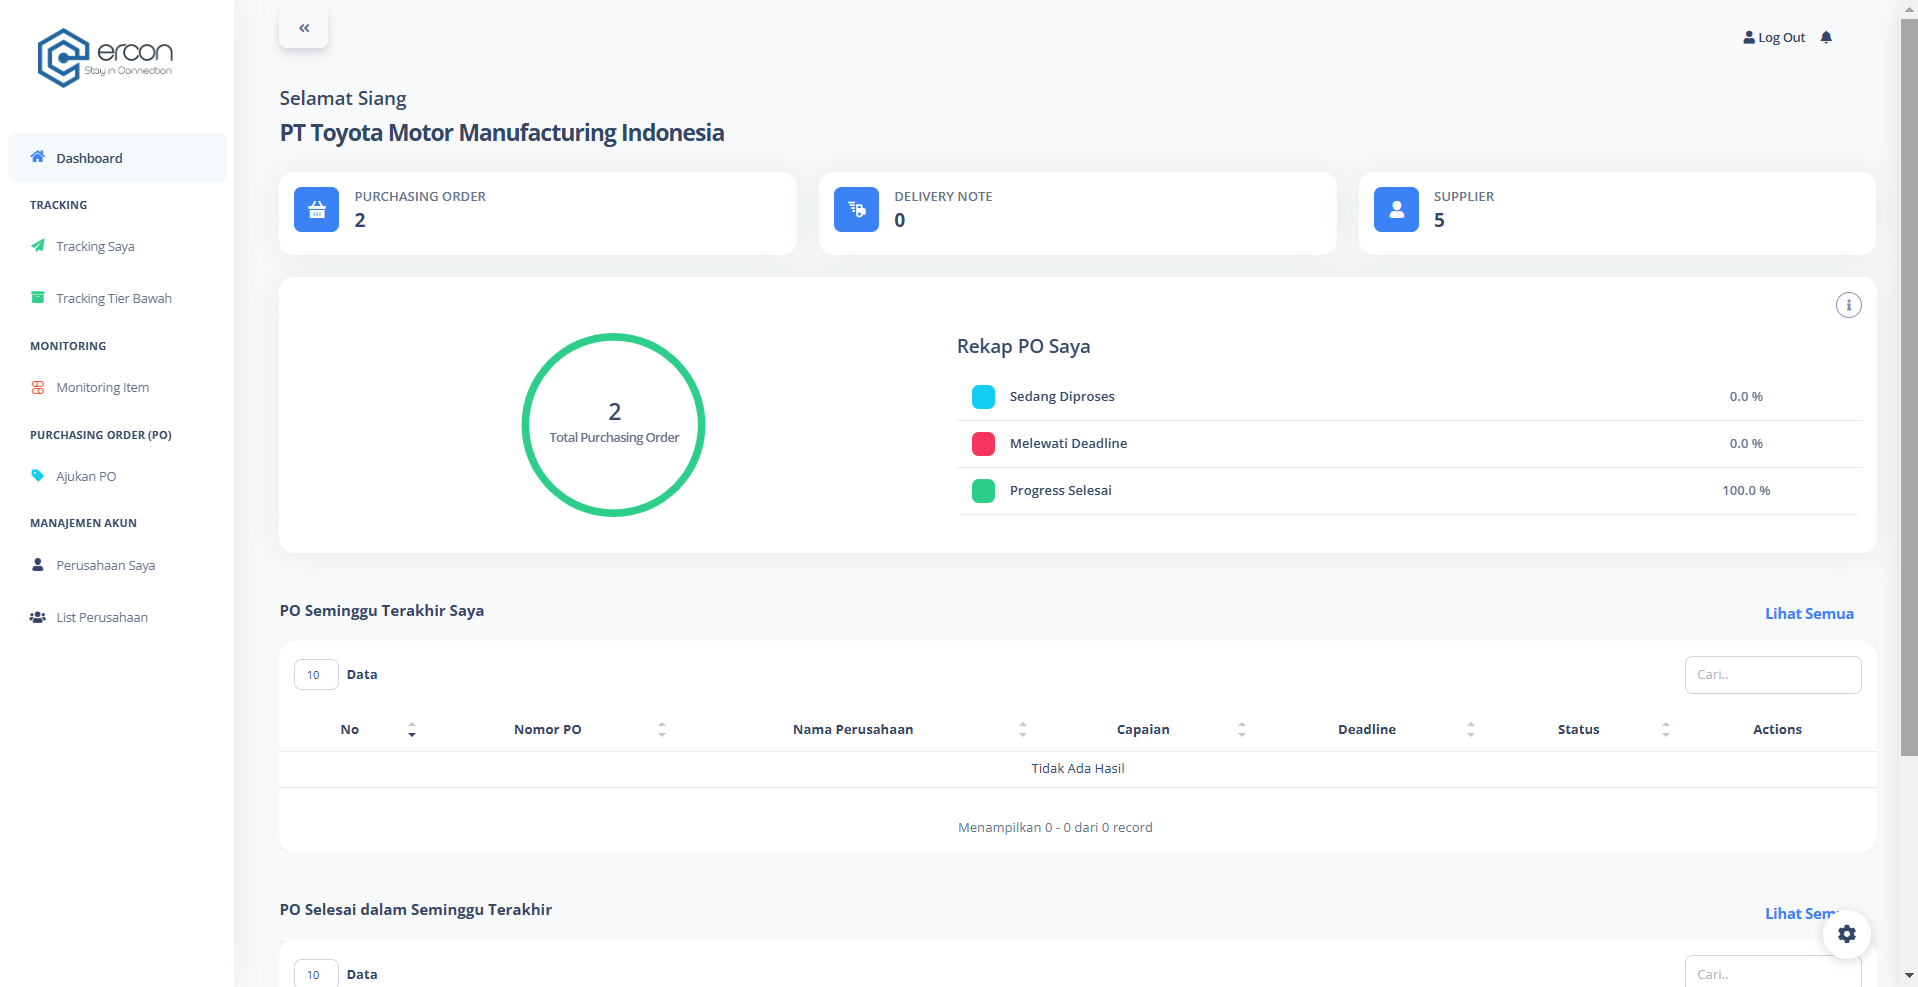 ercon
Stay in Connection
Dashboard
TRACKING
Tracking Saya
Tracking Tier Bawah
MONITORING
Monitoring Item
PURCHASING ORDER (PO)
Ajukan PO
MANAJEMEN AKUN
Perusahaan Saya
List Perusahaan
Log Out
Selamat Siang
PT Toyota Motor Manufacturing Indonesia
PURCHASING ORDER
2
DELIVERY NOTE
0
SUPPLIER
5
2
Total Purchasing Order
Rekap PO Saya
Sedang Diproses 0.0 %
Melewati Deadline 0.0 %
Progress Selesai 100.0 %
PO Seminggu Terakhir Saya
Lihat Semua
10 Data
Cari..
No Nomor PO Nama Perusahaan Capaian Deadline Status Actions
Tidak Ada Hasil
Menampilkan 0 - 0 dari 0 record
PO Selesai dalam Seminggu Terakhir
Lihat Sem
10 Data
Cari..